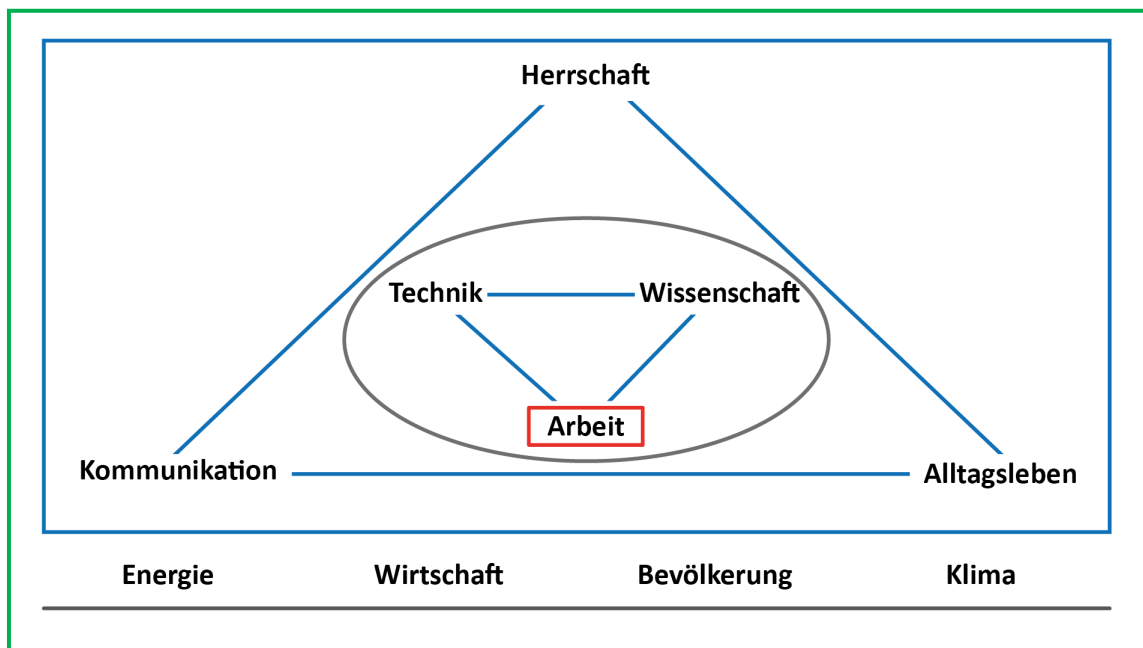 Herrschaft
Technik Wissenschaft
Arbeit
Kommunikation Alltagsleben
Energie Wirtschaft Bevölkerung Klima